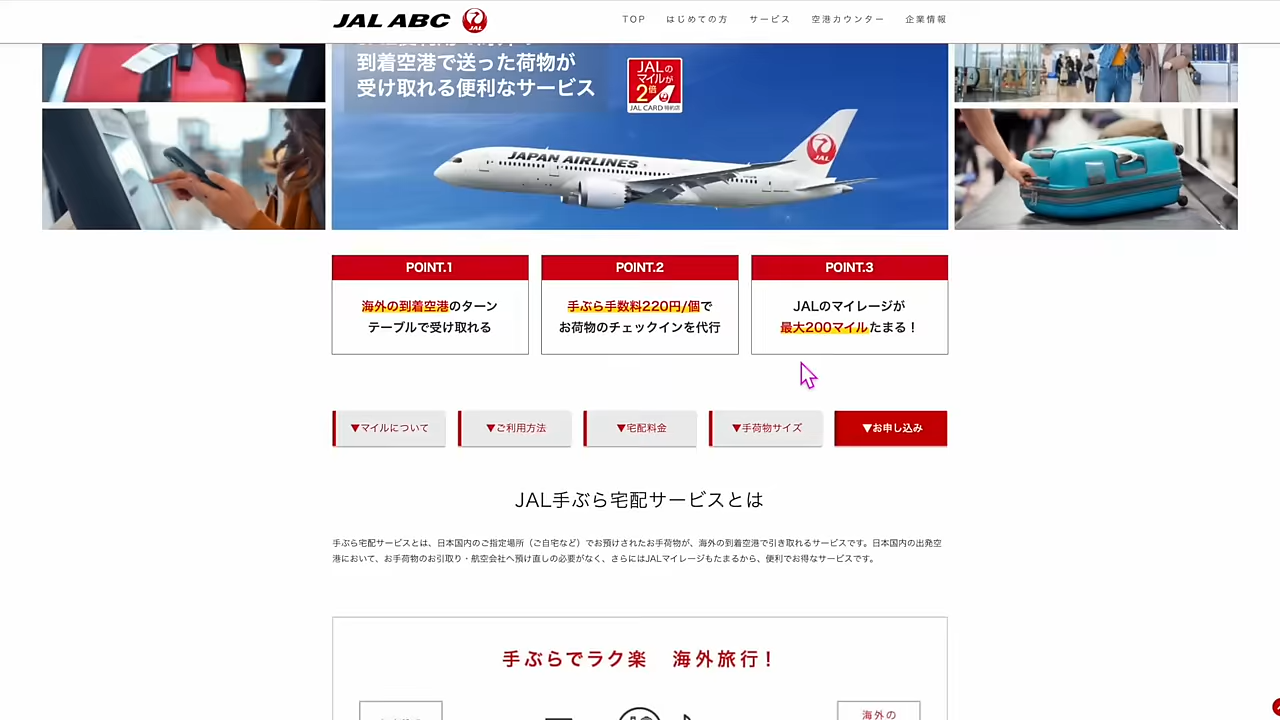 JAL ABC
JAL
TOP はじめての方 サービス 空港カウンター 企業情報
到着空港で送った荷物が
受け取れる便利なサービス
JALの
マイルが
2倍
JAL CARD 特約店
JAPAN AIRLINES
JAL
POINT.1
海外の到着空港のターン
テーブルで受け取れる
POINT.2
手ぶら手数料220円/個で
お荷物のチェックインを代行
POINT.3
JALのマイレージが
最大200マイルたまる！
▼マイルについて ▼ご利用方法 ▼宅配料金 ▼手荷物サイズ ▼お申し込み
JAL手ぶら宅配サービスとは
手ぶら宅配サービスとは、日本国内のご指定場所（ご自宅など）でお預けされたお手荷物が、海外の到着空港で引き取れるサービスです。日本国内の出発空
港において、お手荷物のお引取り・航空会社へ預け直しの必要がなく、さらにはJALマイレージもたまるから、便利でお得なサービスです。
手ぶらでラク楽　海外旅行！
海外の